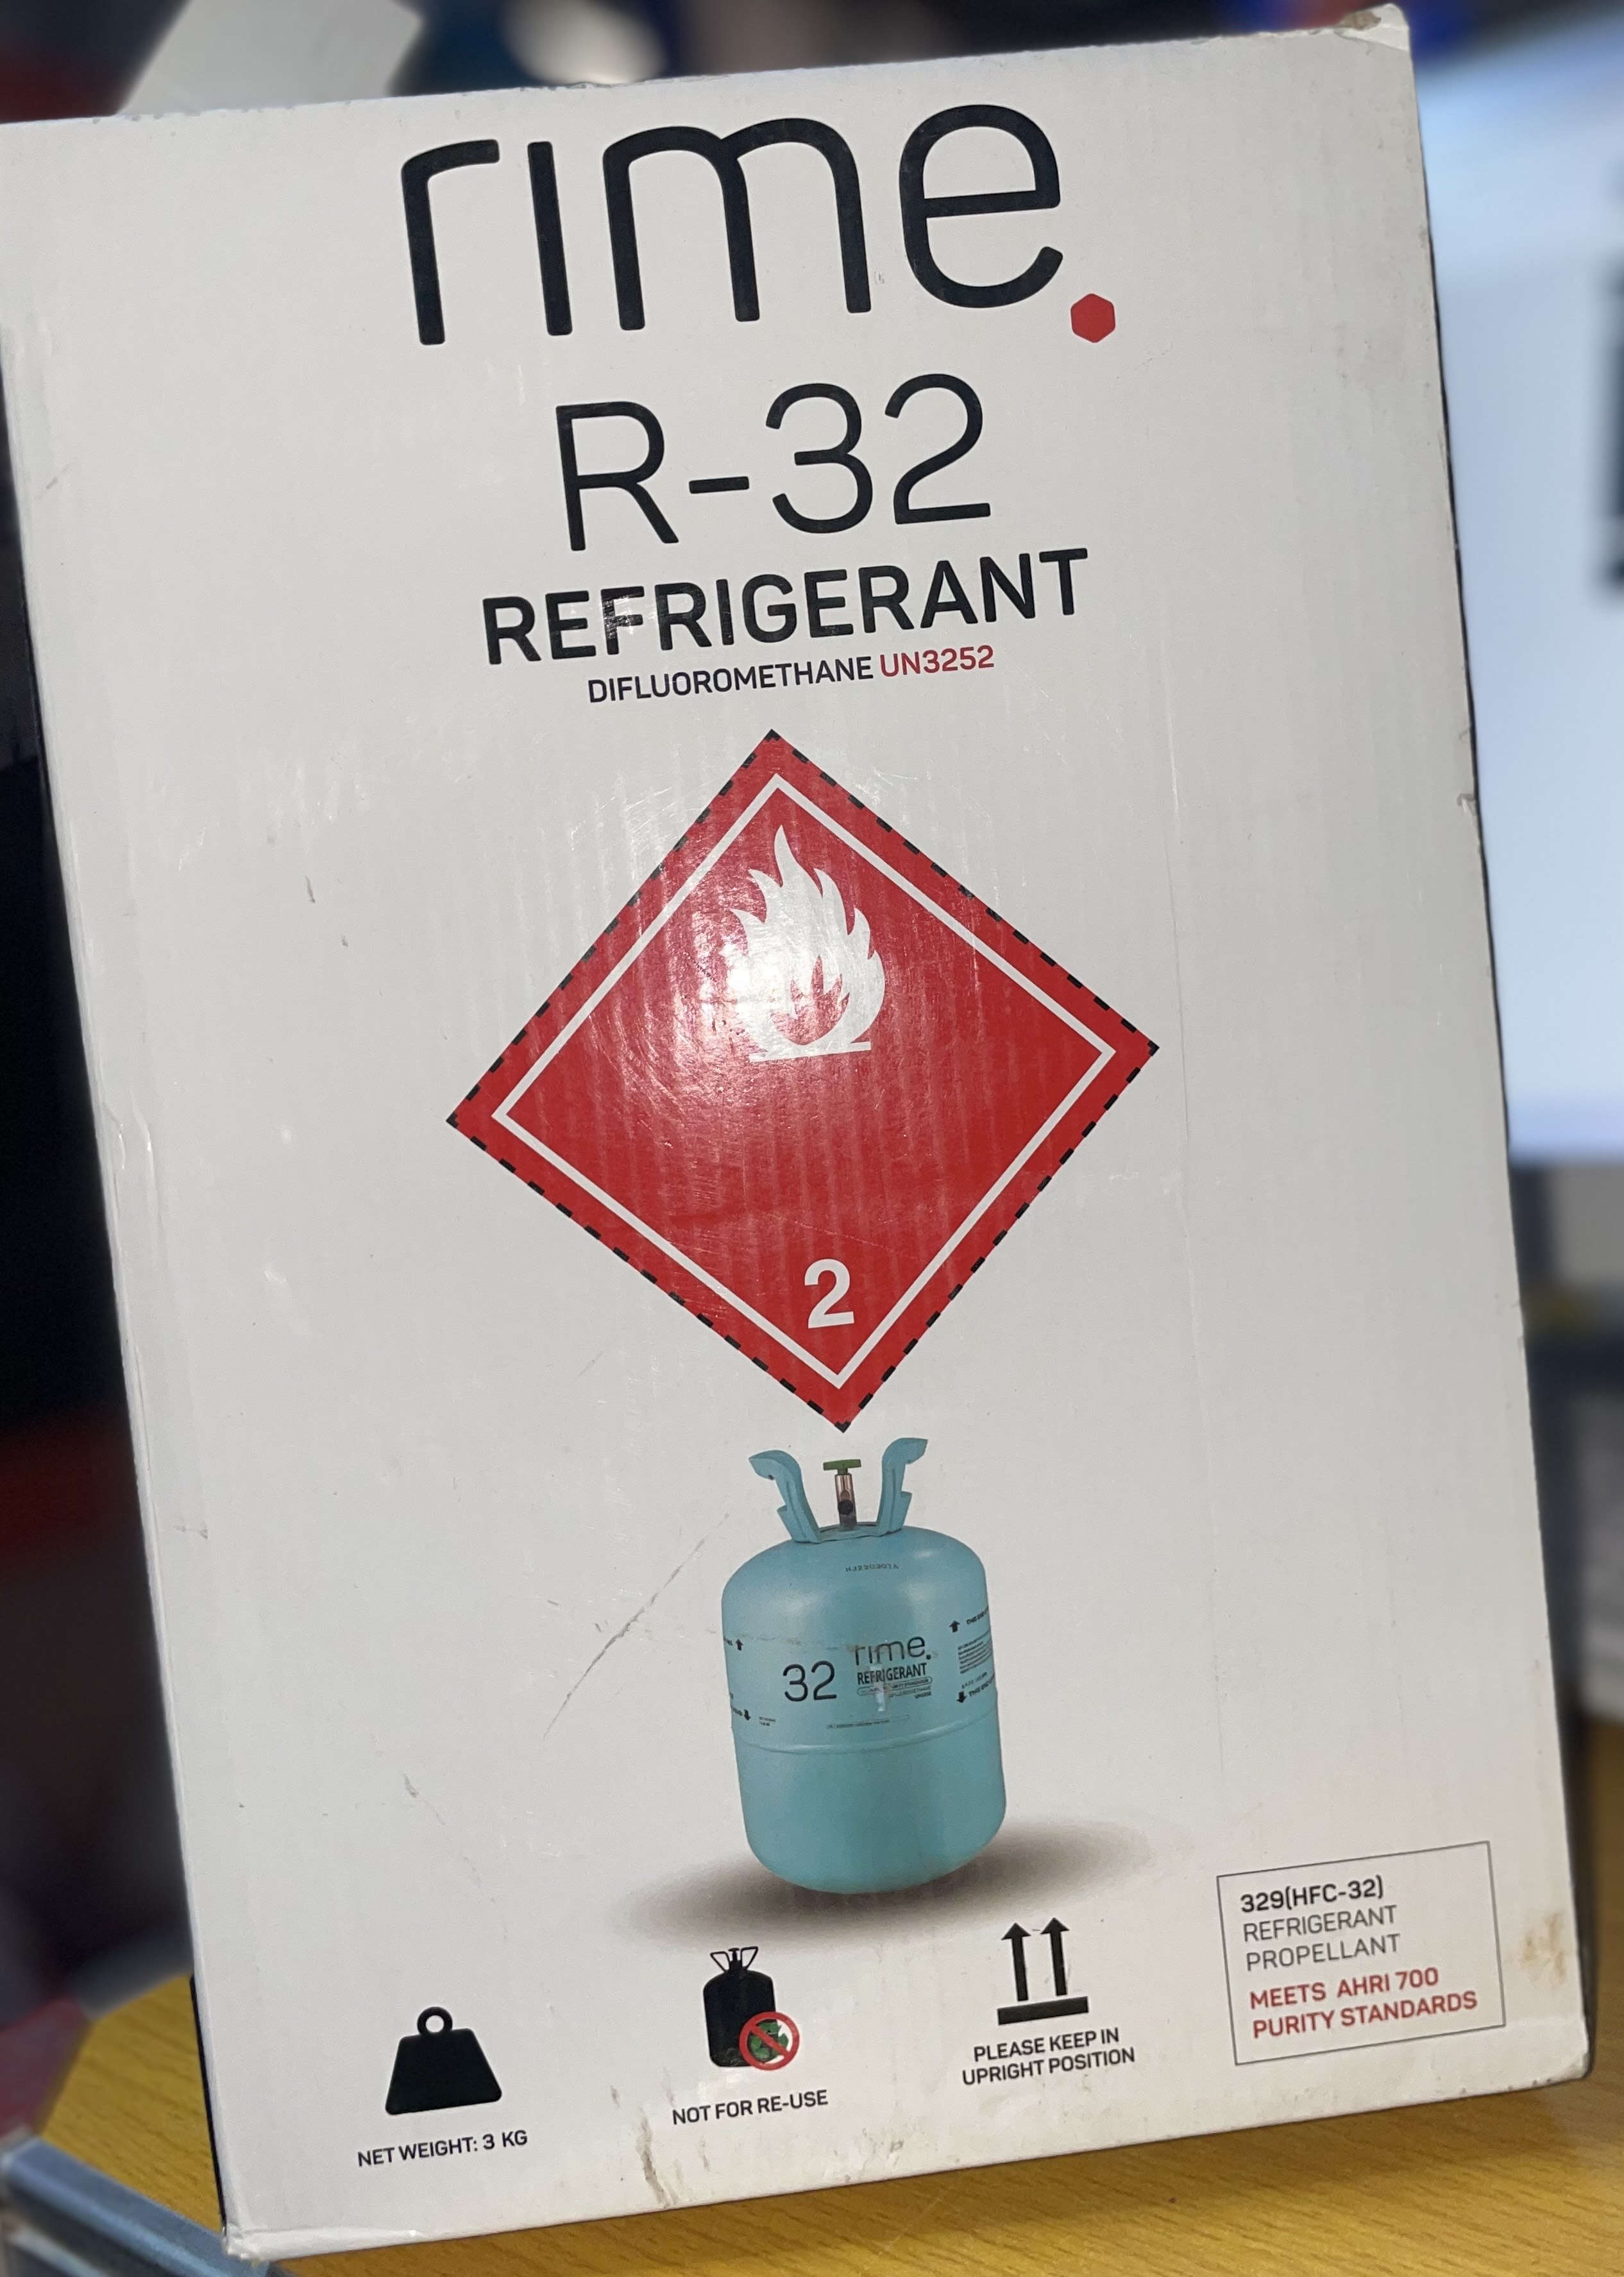 rime.
R-32
REFRIGERANT
DIFLUOROMETHANE UN3252
2
32
rime.
REFRIGERANT
329(HFC-32)
REFRIGERANT
PROPELLANT
MEETS AHRI 700
PURITY STANDARDS
PLEASE KEEP IN
UPRIGHT POSITION
NOT FOR RE-USE
NET WEIGHT: 3 KG